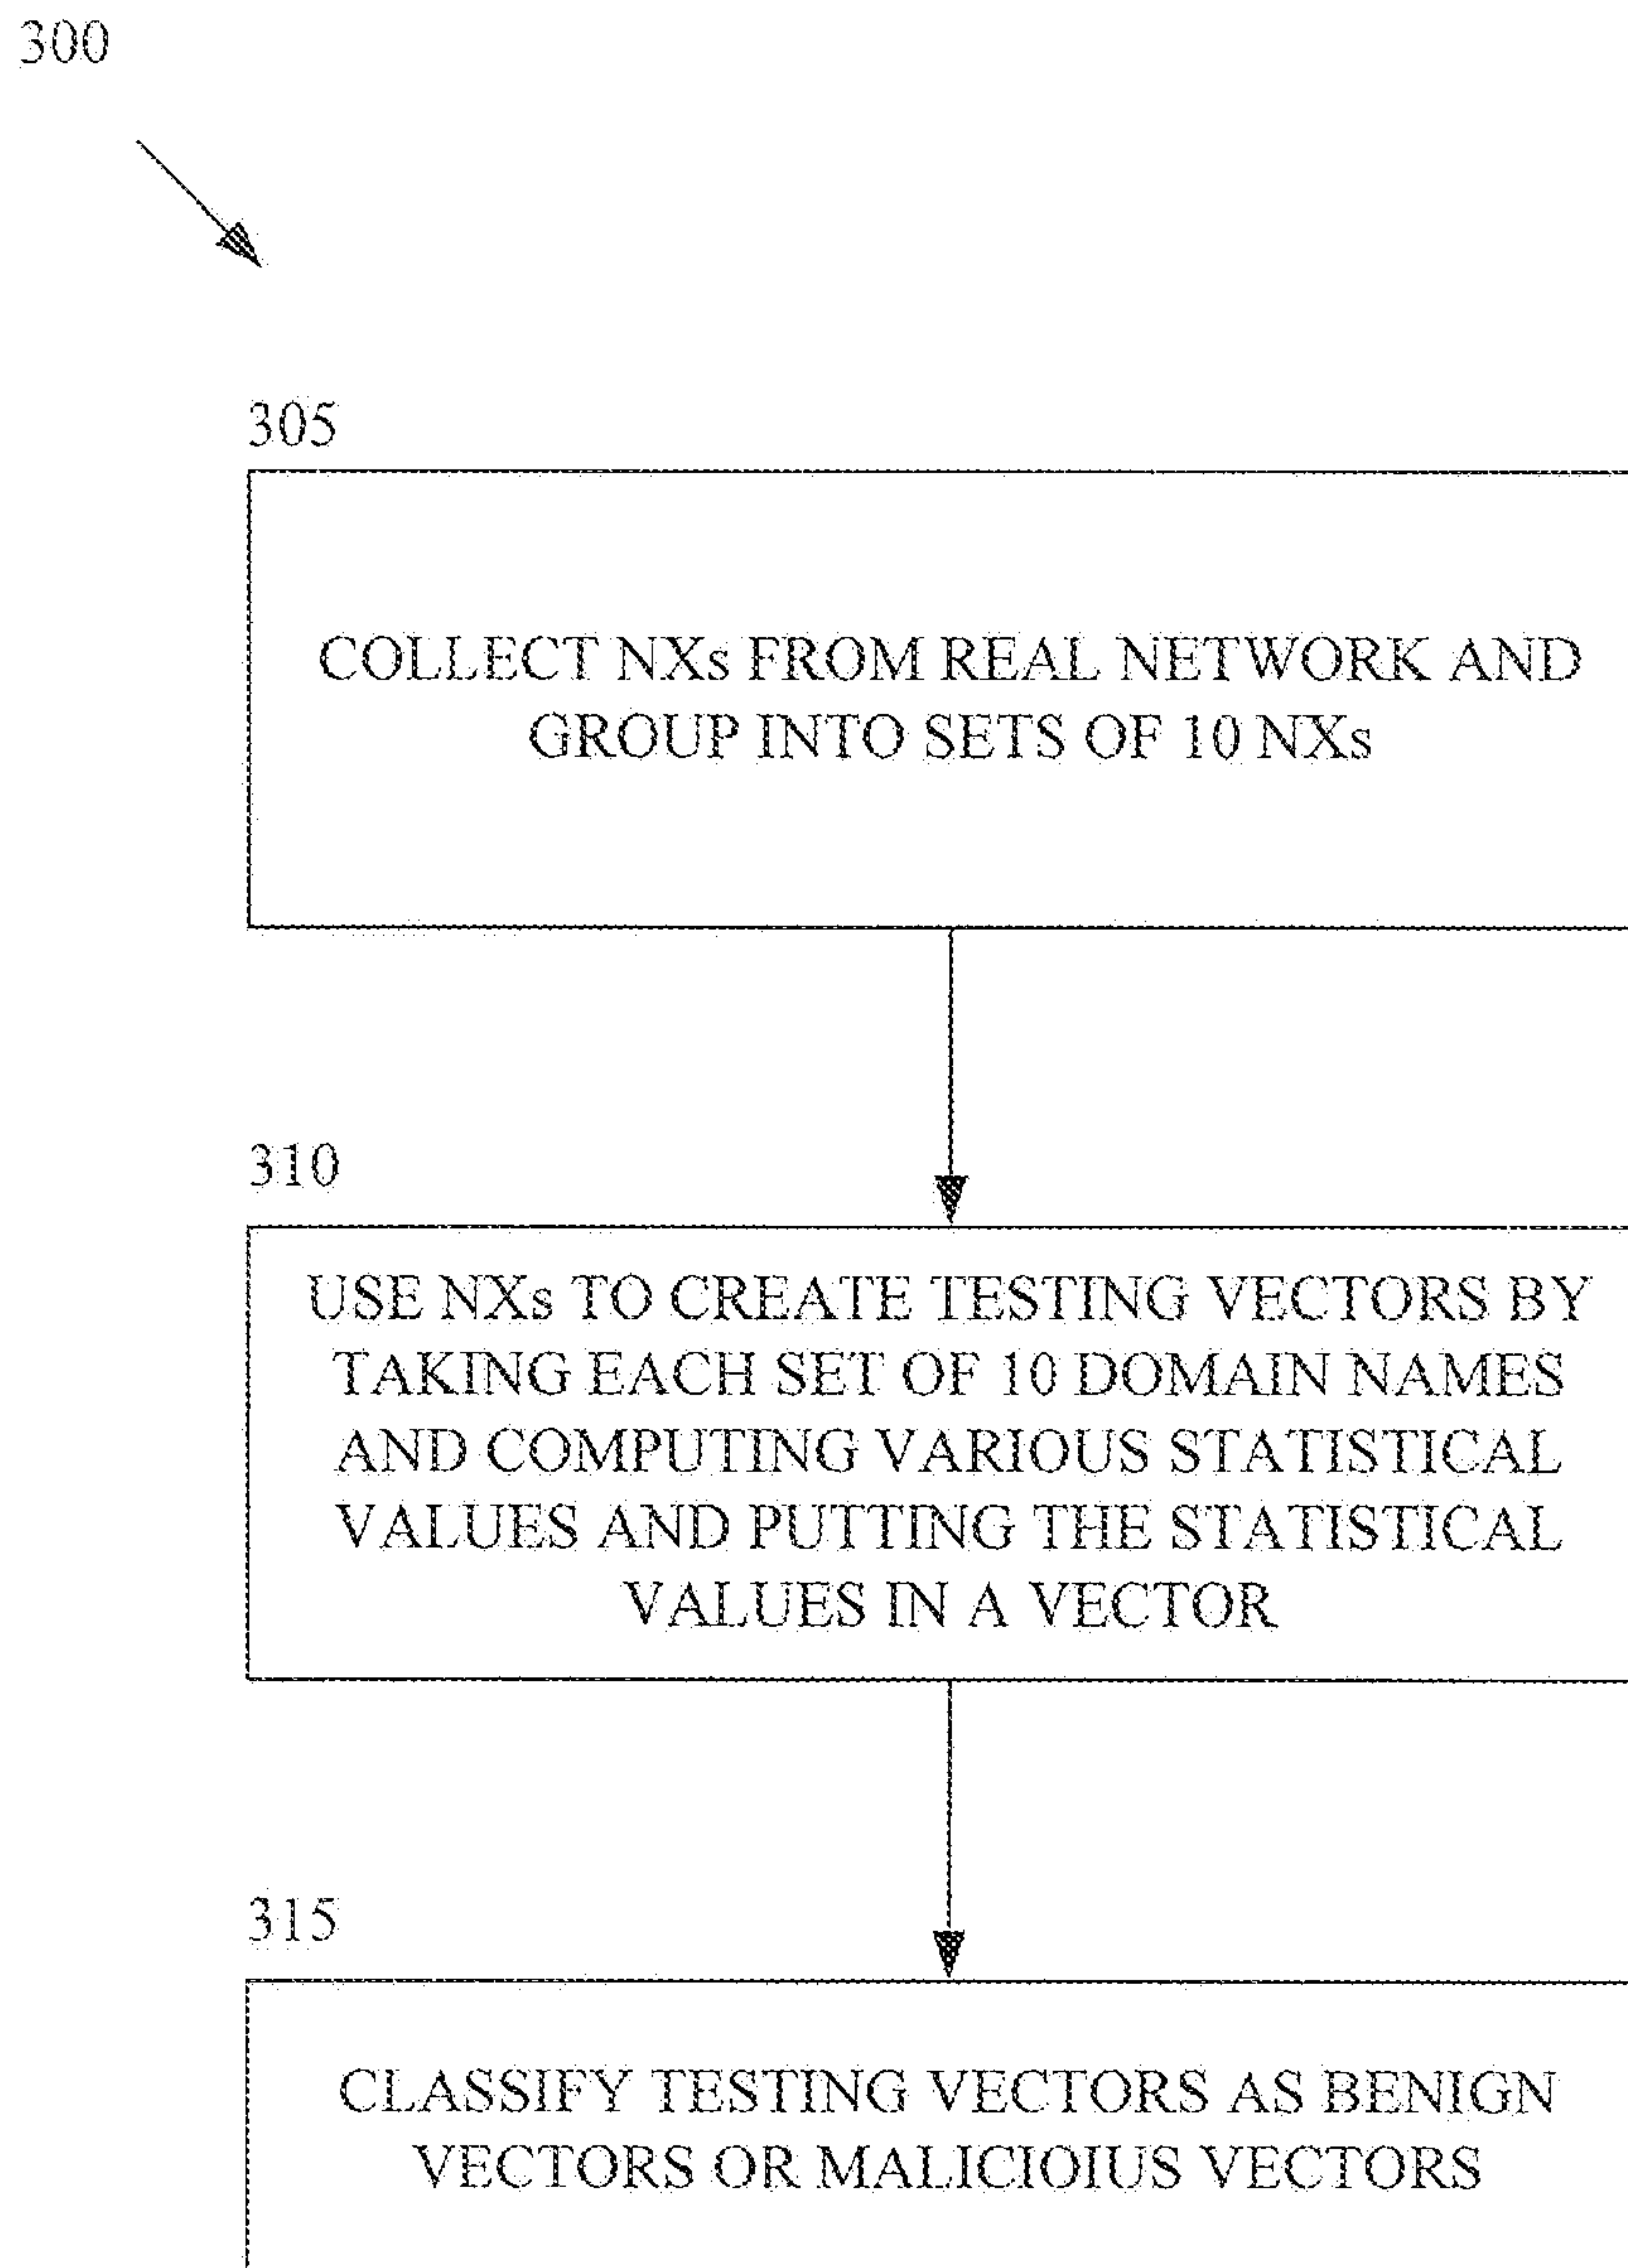 300
305
COLLECT NXs FROM REAL NETWORK AND
GROUP INTO SETS OF 10 NXs
310
USE NXs TO CREATE TESTING VECTORS BY
TAKING EACH SET OF 10 DOMAIN NAMES
AND COMPUTING VARIOUS STATISTICAL
VALUES AND PUTTING THE STATISTICAL
VALUES IN A VECTOR
315
CLASSIFY TESTING VECTORS AS BENIGN
VECTORS OR MALICIOIUS VECTORS